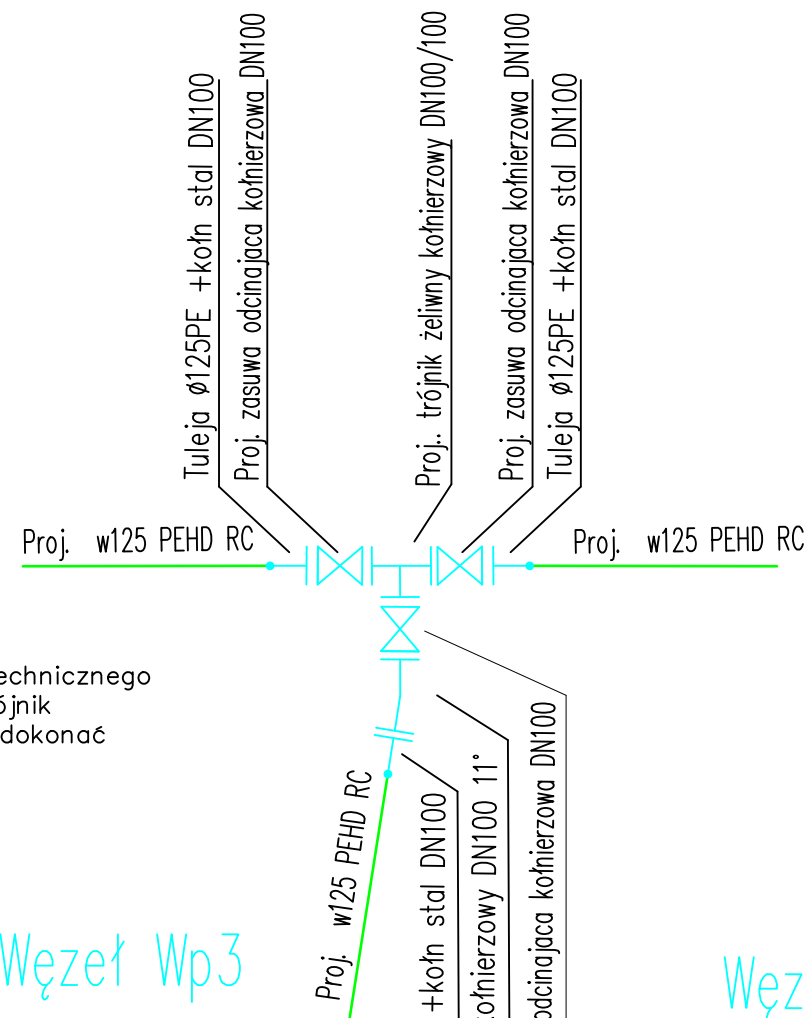 Tuleja ø125PE +kołn stal DN100
Proj. zasuwa odcinajaca kołnierzowa DN100
Proj.. trójnik żeliwny kołnierzowy DN100/100
Proj. zasuwa odcinajaca kołnierzowa DN100
Tuleja ø125PE +kołn stal DN100
Proj. w125 PEHD RC
Proj. w125 PEHD RC
echnicznego
ójnik
dokonać
Proj. w125 PEHD RC
+kołn stal DN100
ołnierzowy DN100 11°
odcinajaca kołnierzowa DN100
Węzeł Wp3
Węz